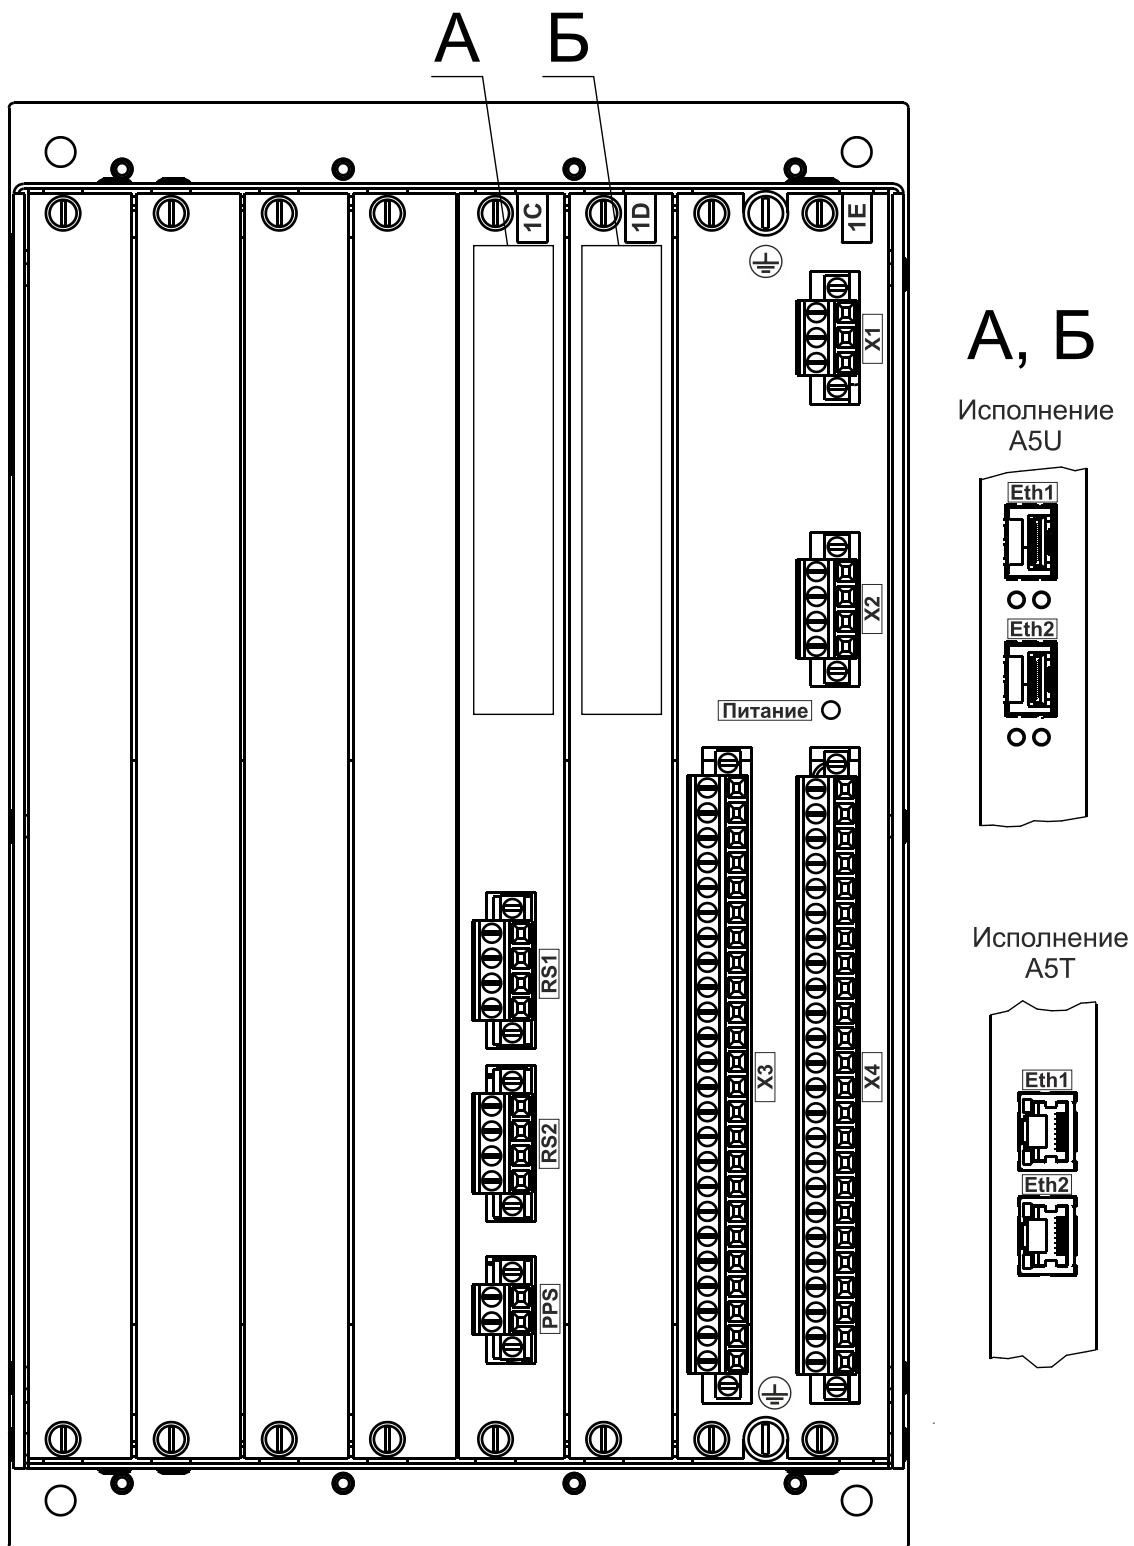 А Б
1C
1D
1E
X1
X2
Питание
X3
X4
RS1
RS2
PPS
А, Б
Исполнение
A5U
Eth1
Eth2
Исполнение
A5T
Eth1
Eth2